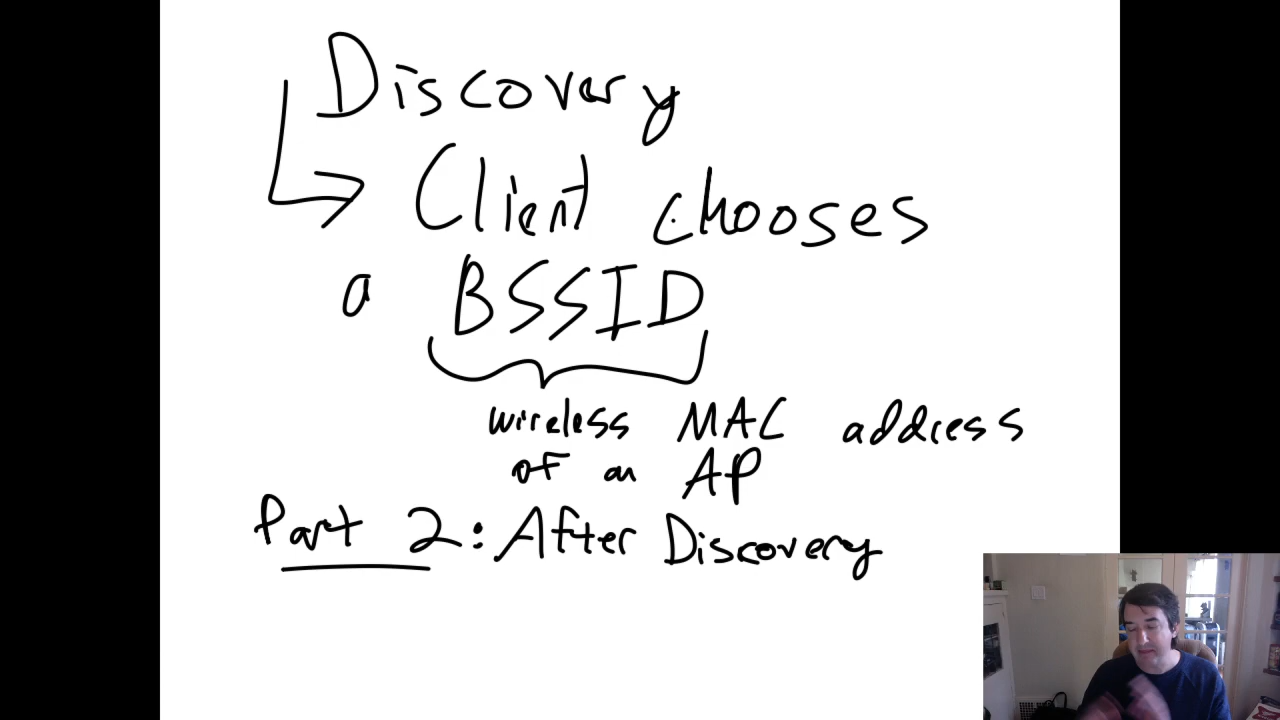 Discovery
Client chooses
a BSSID
wireless MAC address
of an AP
Part 2: After Discovery